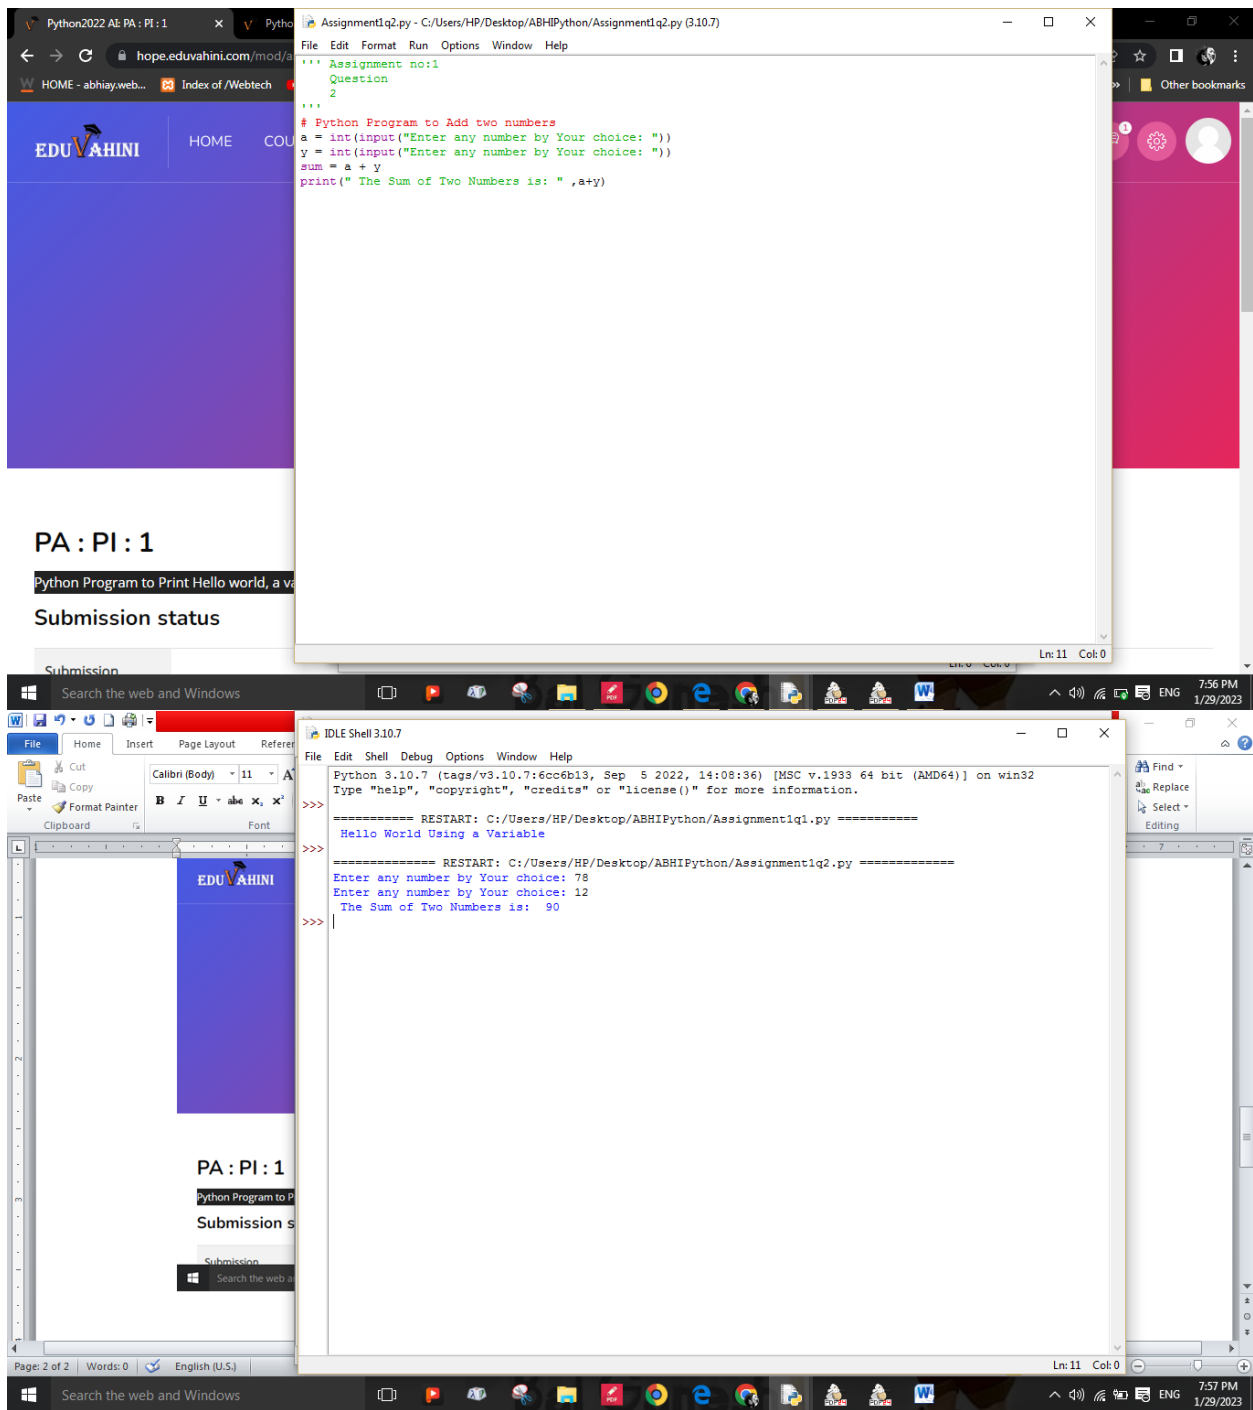 Python2022 AI: PA : PI : 1
Pytho
Assignment1q2.py - C:/Users/HP/Desktop/ABHIPython/Assignment1q2.py (3.10.7)
File Edit Format Run Options Window Help
hope.eduvahini.com/mod/a
HOME - abhiay.web... Index of /Webtech
» Other bookmarks
EDUVAHINI
HOME COU
1
''' Assignment no:1
Question
2
'''
# Python Program to Add two numbers
a = int(input("Enter any number by Your choice: "))
y = int(input("Enter any number by Your choice: "))
sum = a + y
print(" The Sum of Two Numbers is: " ,a+y)
PA : PI : 1
Python Program to Print Hello world, a va
Submission status
Submission
Ln: 11 Col: 0
Search the web and Windows
ENG
7:56 PM
1/29/2023
File Home Insert Page Layout Referen
Cut
Copy
Format Painter
Paste
Clipboard
Calibri (Body) 11
B I U abc x₂ x²
Font
Find
Replace
Select
Editing
IDLE Shell 3.10.7
File Edit Shell Debug Options Window Help
Python 3.10.7 (tags/v3.10.7:6cc6b13, Sep  5 2022, 14:08:36) [MSC v.1933 64 bit (AMD64)] on win32
Type "help", "copyright", "credits" or "license()" for more information.
>>>
=========== RESTART: C:/Users/HP/Desktop/ABHIPython/Assignment1q1.py ===========
Hello World Using a Variable
>>>
============== RESTART: C:/Users/HP/Desktop/ABHIPython/Assignment1q2.py =============
Enter any number by Your choice: 78
Enter any number by Your choice: 12
The Sum of Two Numbers is:  90
>>>
EDUVAHINI
PA : PI : 1
Python Program to P
Submission s
Submission
Search the web a
Ln: 11 Col: 0
Page: 2 of 2 Words: 0 English (U.S.)
Search the web and Windows
ENG
7:57 PM
1/29/2023